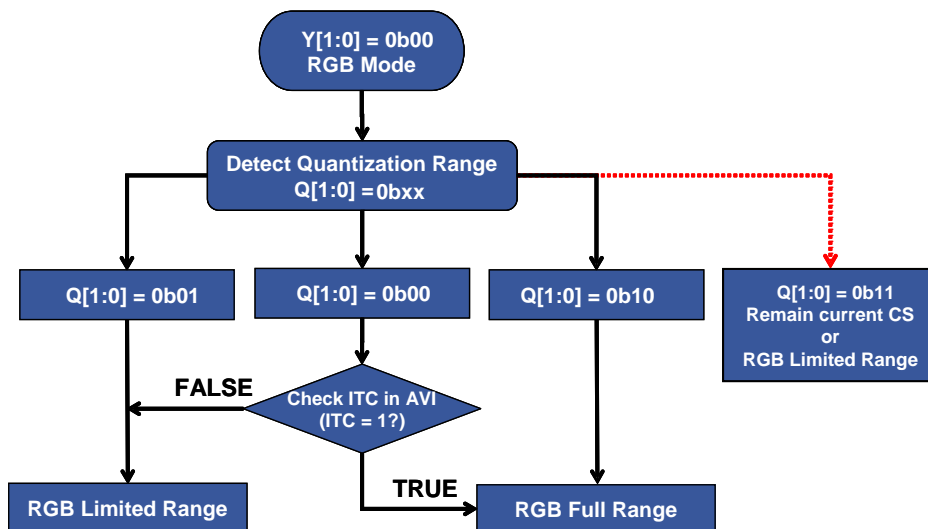 Y[1:0] = 0b00
RGB Mode
Detect Quantization Range
Q[1:0] = 0bxx
Q[1:0] = 0b01
Q[1:0] = 0b00
Q[1:0] = 0b10
Q[1:0] = 0b11
Remain current CS
or
RGB Limited Range
FALSE
Check ITC in AVI
(ITC = 1?)
TRUE
RGB Limited Range
RGB Full Range